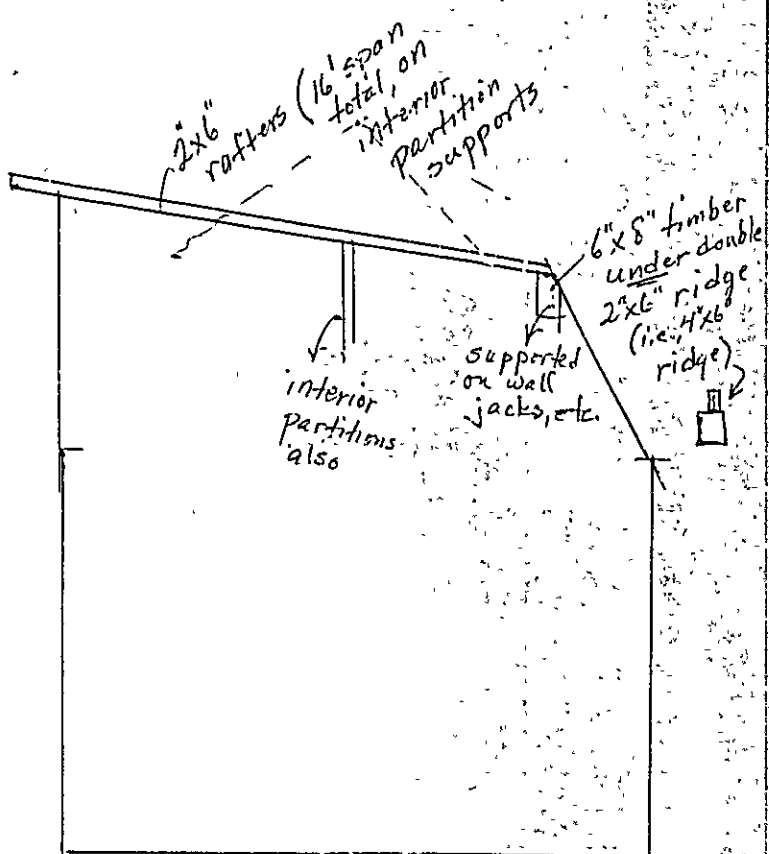 2"x6"
rafters (16' span
total, on
interior
partition
supports
6"x8" timber
under double
2"x6" ridge
(i.e., 4"x6"
ridge)
supported
on wall
jacks, etc.
interior
partitions
also